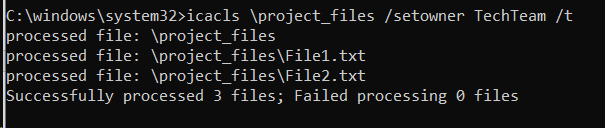 C:\windows\system32>icacls \project_files /setowner TechTeam /t
processed file: \project_files
processed file: \project_files\File1.txt
processed file: \project_files\File2.txt
Successfully processed 3 files; Failed processing 0 files